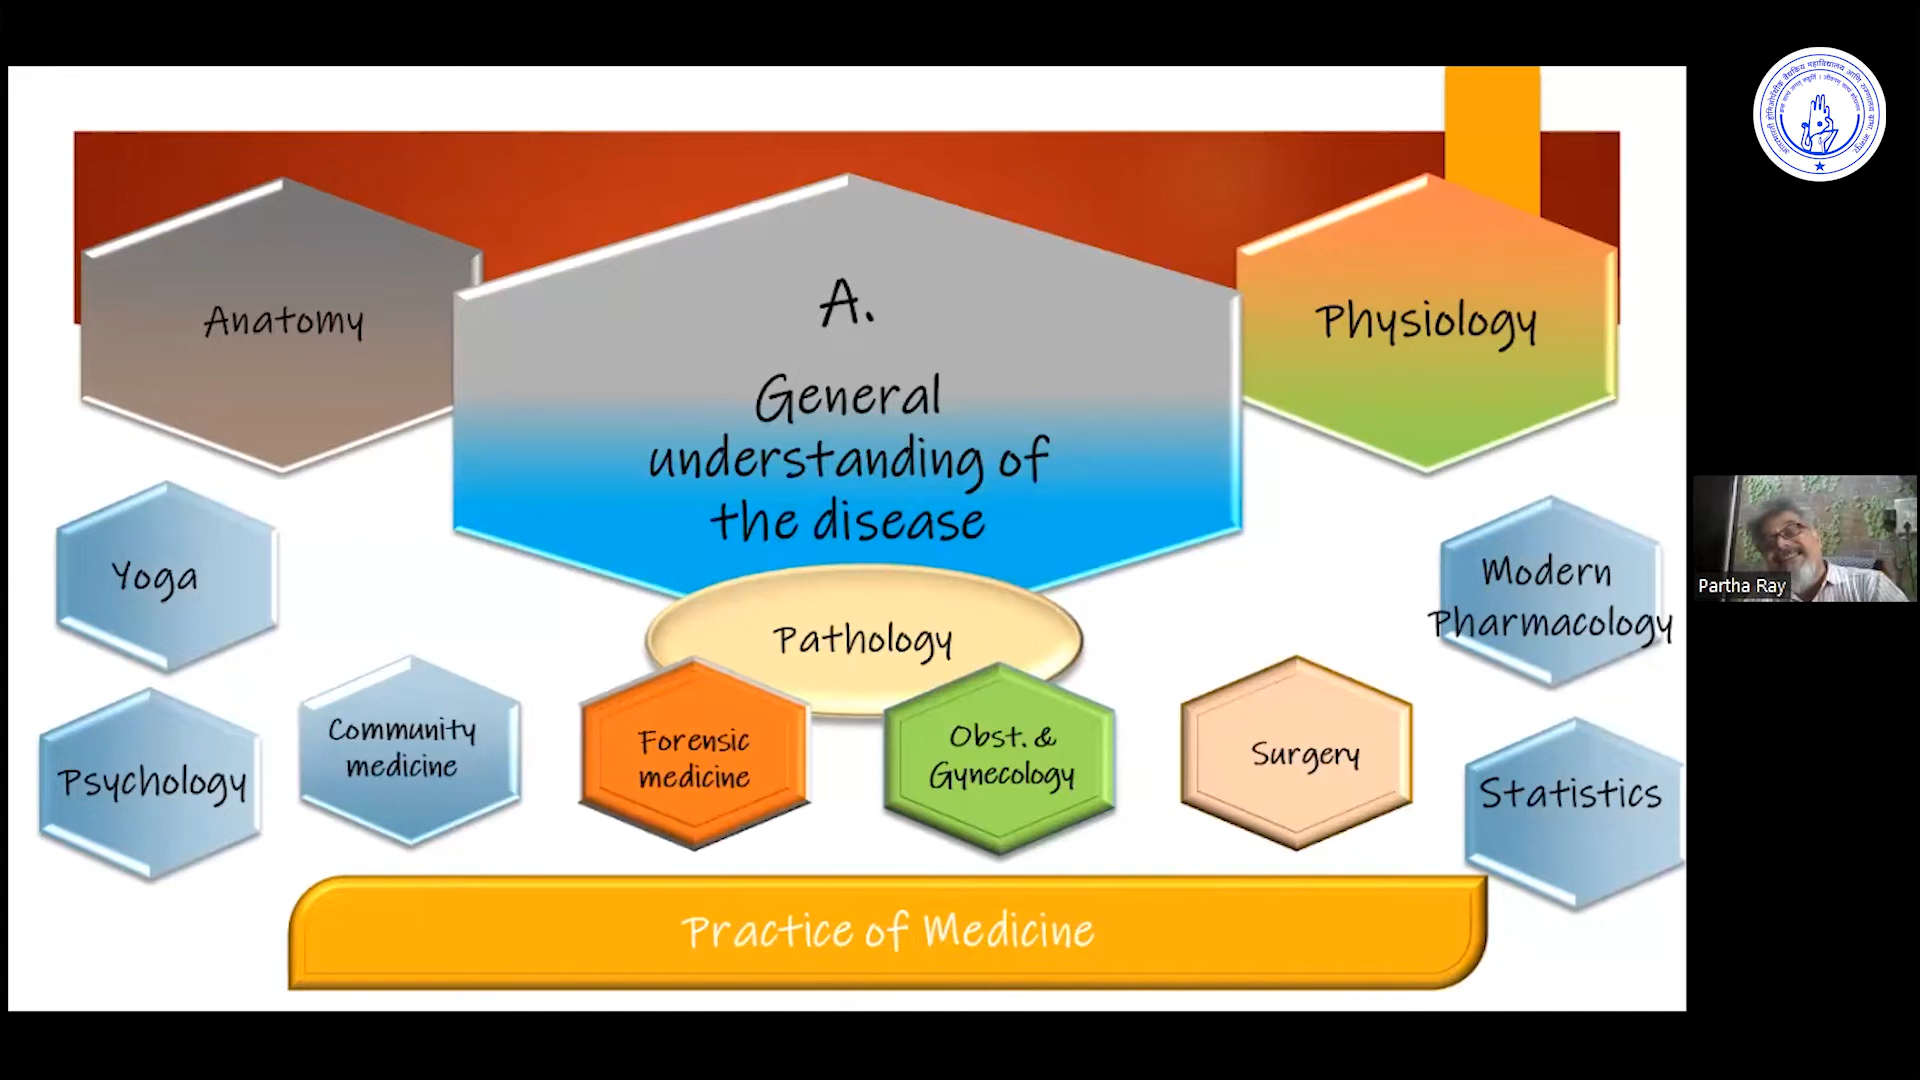 Anatomy
A.
General
understanding of
the disease
Physiology
Yoga
Pathology
Modern
Pharmacology
Psychology
Community
medicine
Forensic
medicine
Obst. &
Gynecology
Surgery
Statistics
Practice of Medicine
Partha Ray